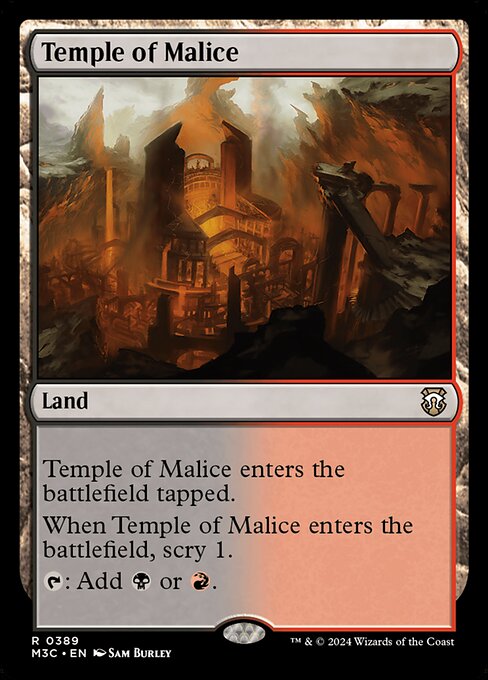 Temple of Malice
Land
Temple of Malice enters the
battlefield tapped.
When Temple of Malice enters the
battlefield, scry 1.
: Add or .
R 0389
M3C • EN Sam Burley
™ & © 2024 Wizards of the Coast